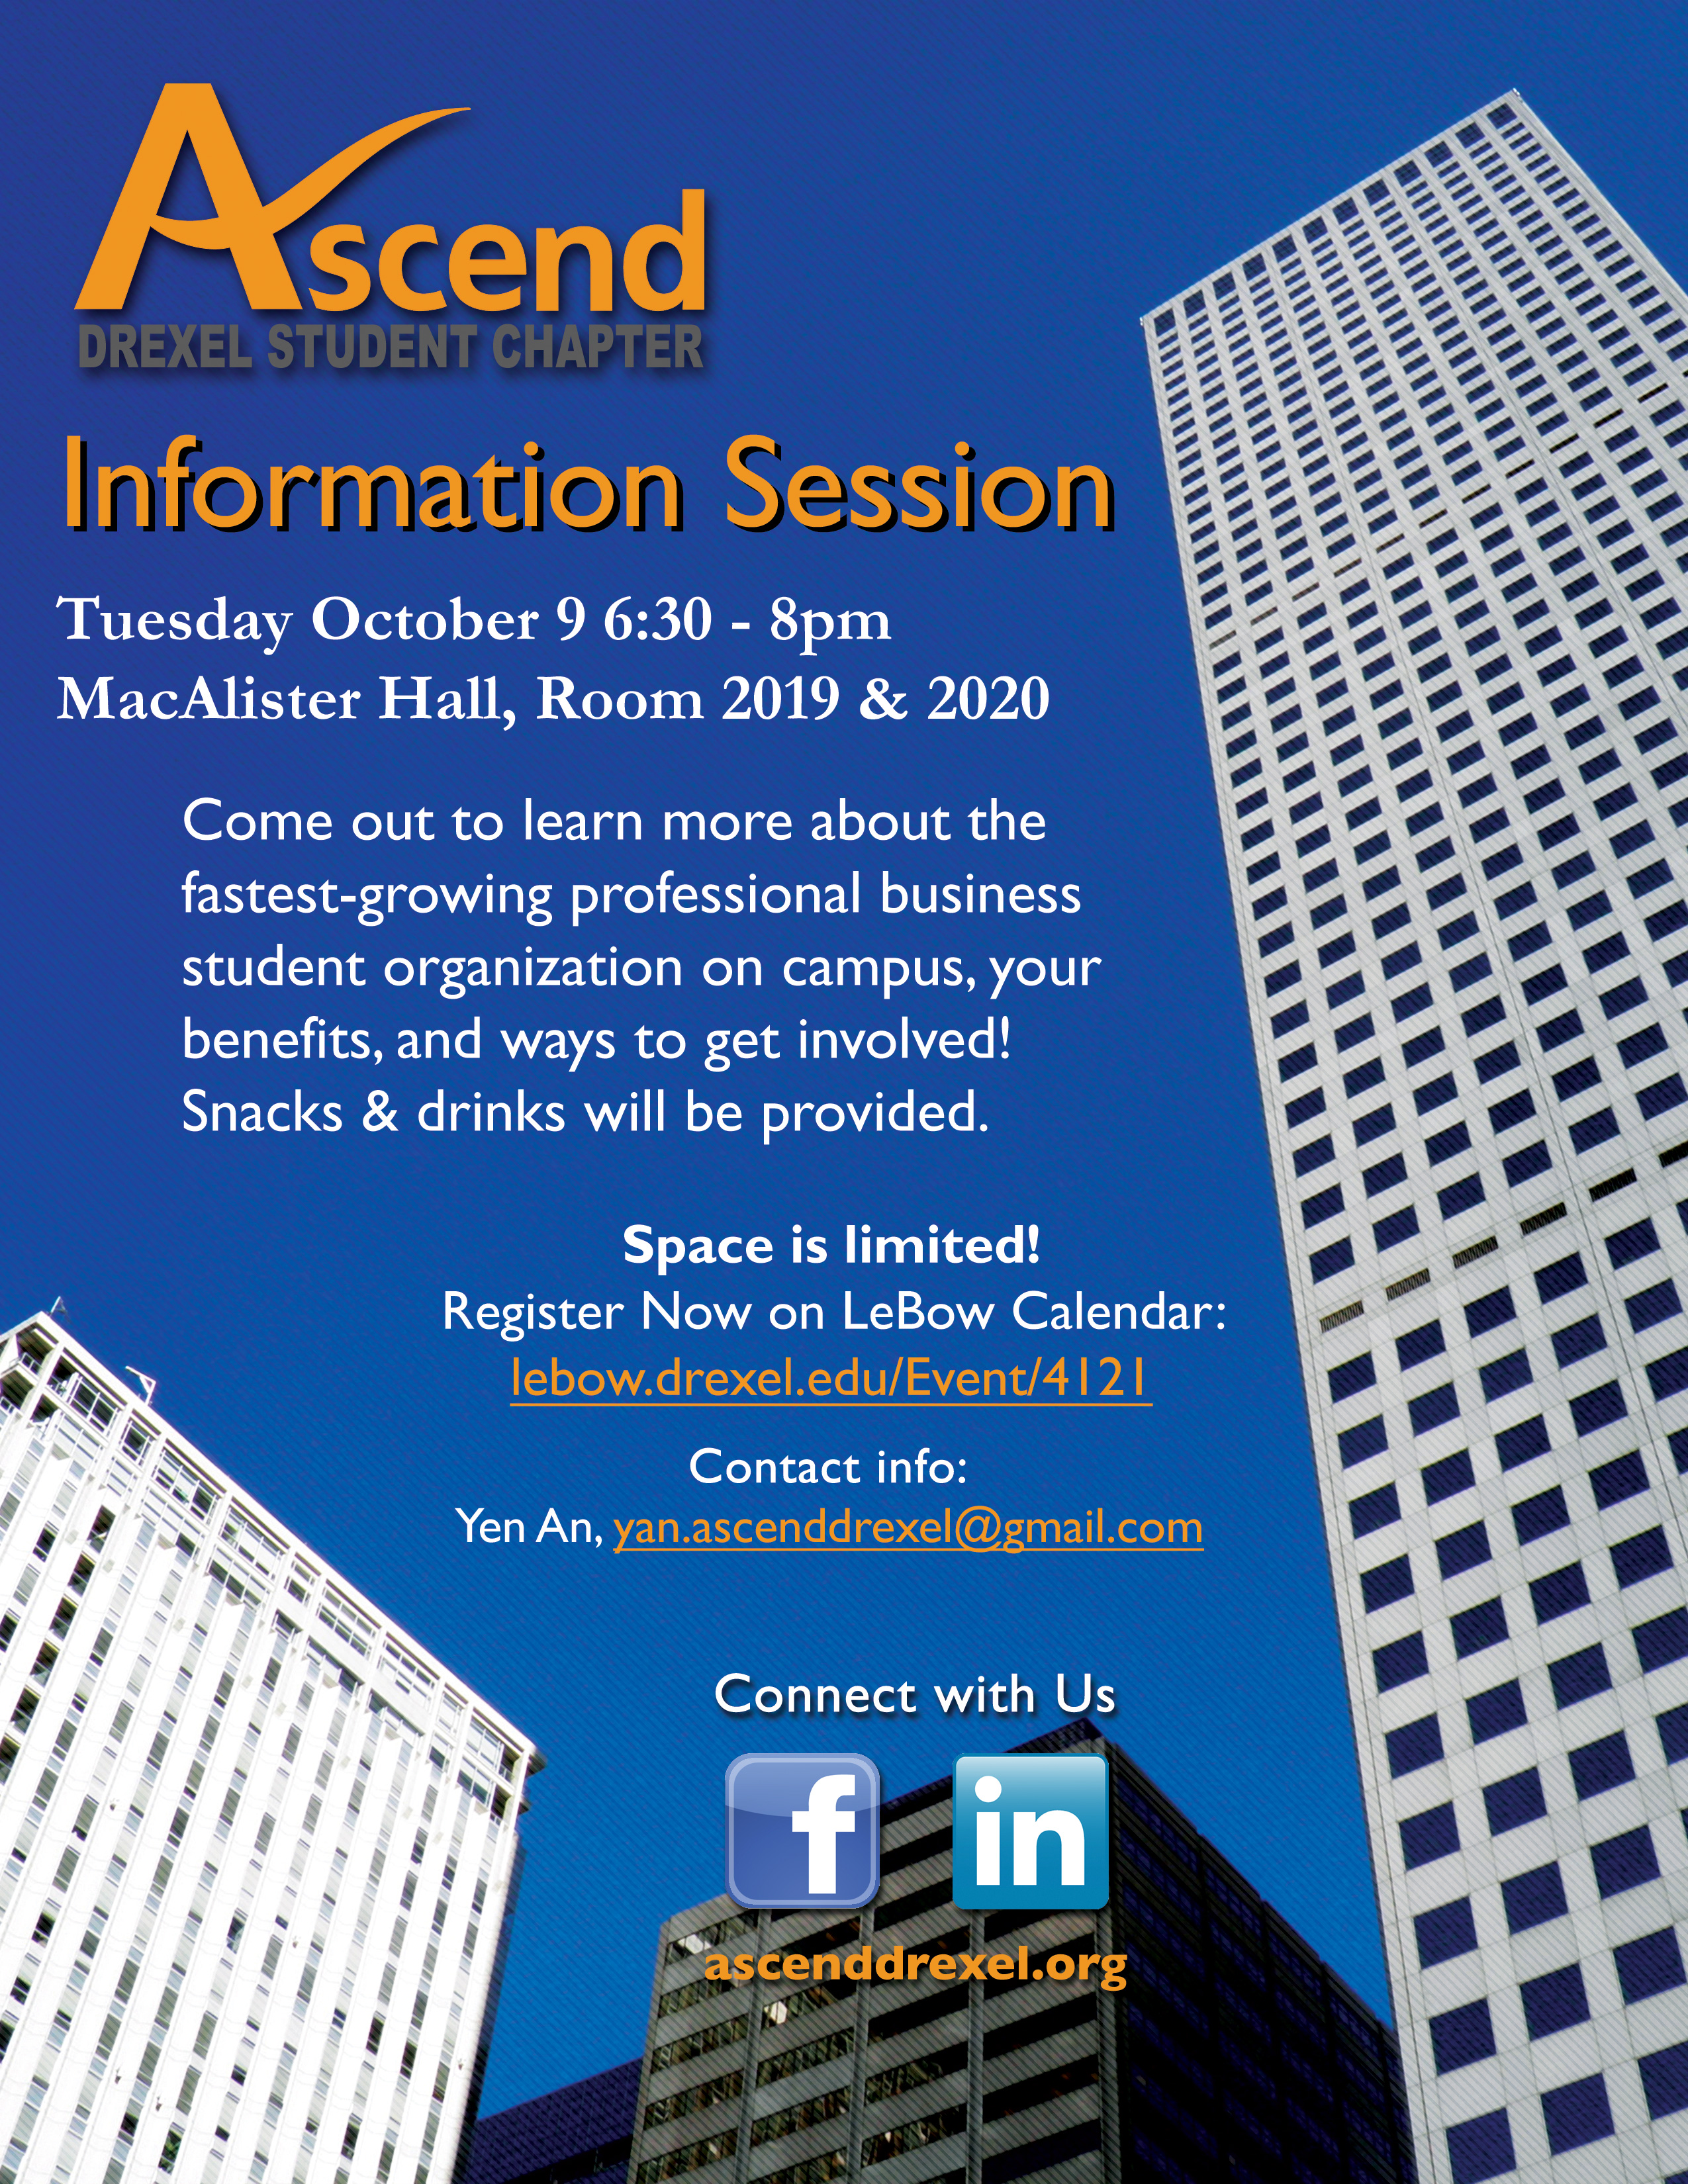 Ascend
DREXEL STUDENT CHAPTER
Information Session
Tuesday October 9 6:30 - 8pm
MacAlister Hall, Room 2019 & 2020
Come out to learn more about the
fastest-growing professional business
student organization on campus, your
benefits, and ways to get involved!
Snacks & drinks will be provided.
Space is limited!
Register Now on LeBow Calendar:
lebow.drexel.edu/Event/4121
Contact info:
Yen An, yan.ascenddrexel@gmail.com
Connect with Us
f in
ascenddrexel.org